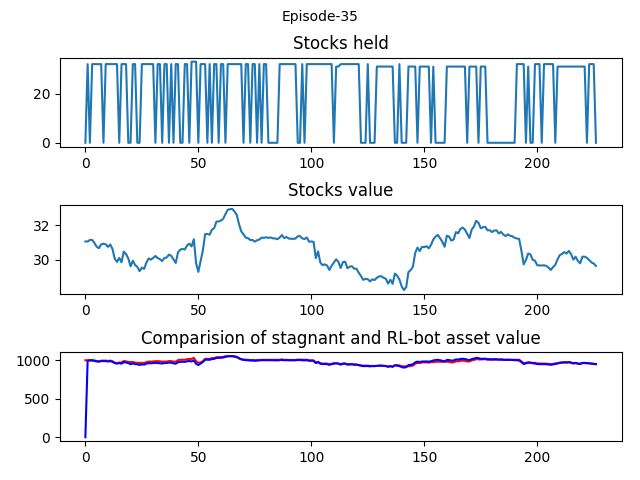 Episode-35
Stocks held
20
0
0 50 100 150 200
Stocks value
32
30
0 50 100 150 200
Comparision of stagnant and RL-bot asset value
1000
500
0
0 50 100 150 200